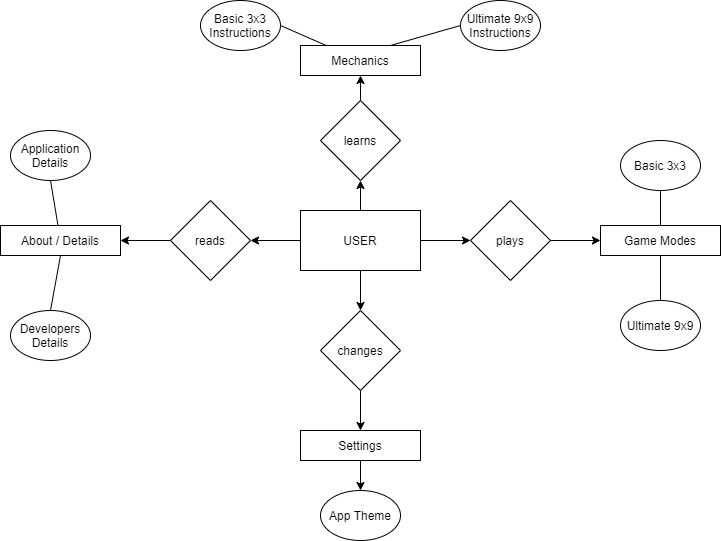 Basic 3x3
Instructions
Ultimate 9x9
Instructions
Mechanics
learns
Application
Details
Basic 3x3
About / Details
reads
USER
plays
Game Modes
Developers
Details
Ultimate 9x9
changes
Settings
App Theme